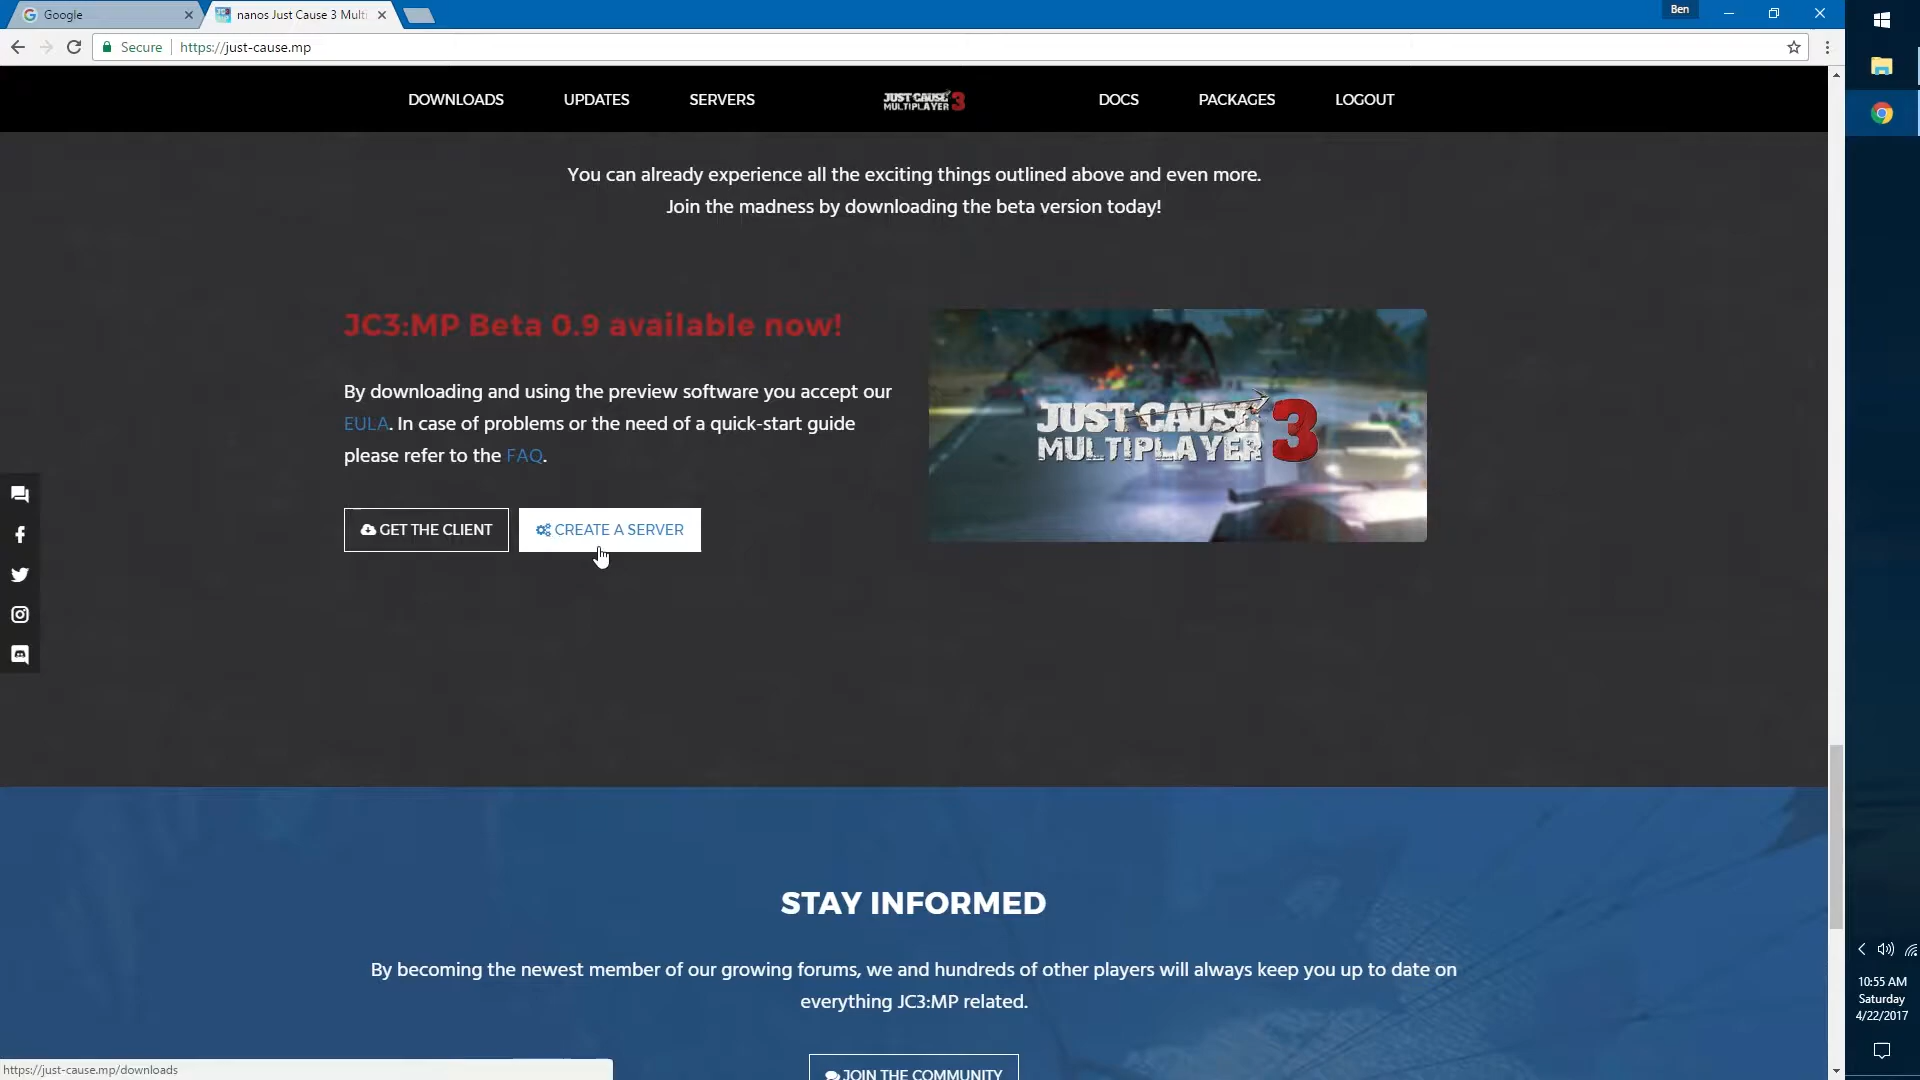 Google
nanos Just Cause 3 Multi
Ben
Secure
https://just-cause.mp
DOWNLOADS
UPDATES
SERVERS
JUST CAUSE 3
MULTIPLAYER
DOCS
PACKAGES
LOGOUT
You can already experience all the exciting things outlined above and even more.
Join the madness by downloading the beta version today!
JC3:MP Beta 0.9 available now!
By downloading and using the preview software you accept our
EULA. In case of problems or the need of a quick-start guide
please refer to the FAQ.
GET THE CLIENT
CREATE A SERVER
JUST CAUSE 3
MULTIPLAYER
STAY INFORMED
By becoming the newest member of our growing forums, we and hundreds of other players will always keep you up to date on
everything JC3:MP related.
JOIN THE COMMUNITY
https://just-cause.mp/downloads
10:55 AM
Saturday
4/22/2017